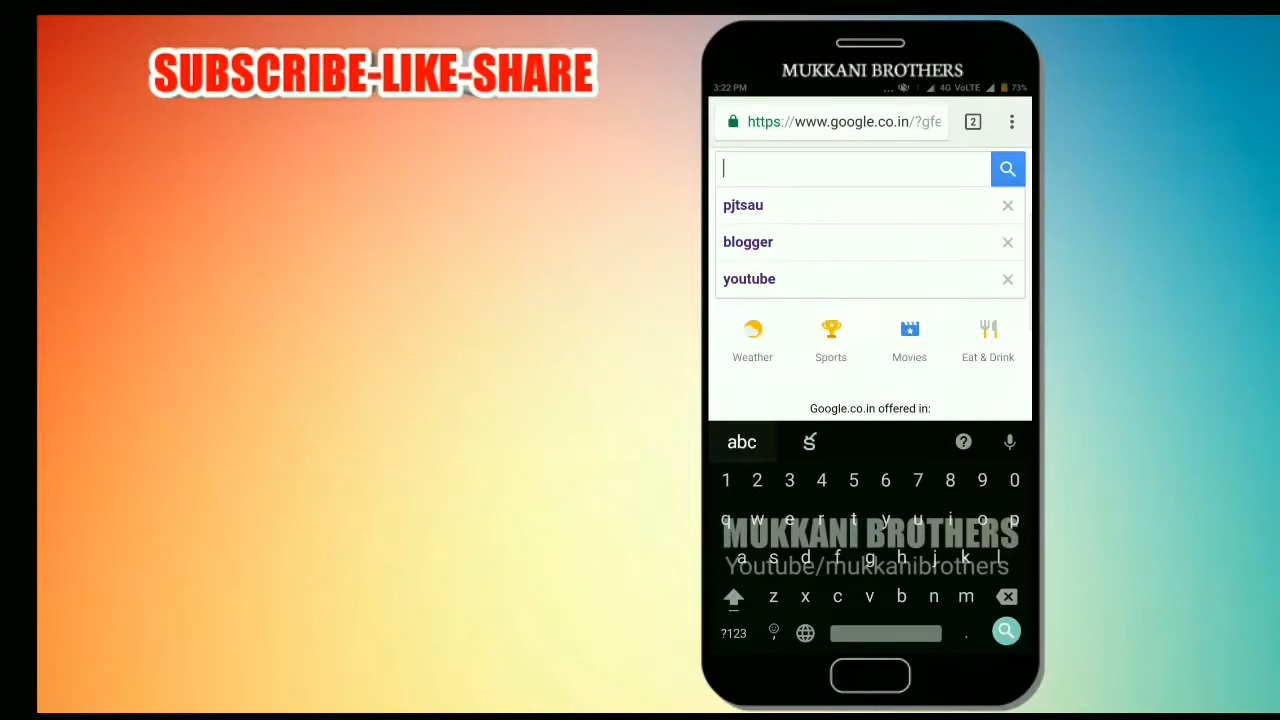 SUBSCRIBE-LIKE-SHARE
MUKKANI BROTHERS
3:22 PM ... 4G VoLTE 73%
https://www.google.co.in/?gfe
2
pjtsau
blogger
youtube
Weather Sports Movies Eat & Drink
Google.co.in offered in:
abc క
1 2 3 4 5 6 7 8 9 0
q w e r t y u i o p
MUKKANI BROTHERS
a s d f g h j k l
Youtube/mukkanibrothers
z x c v b n m
?123 , .